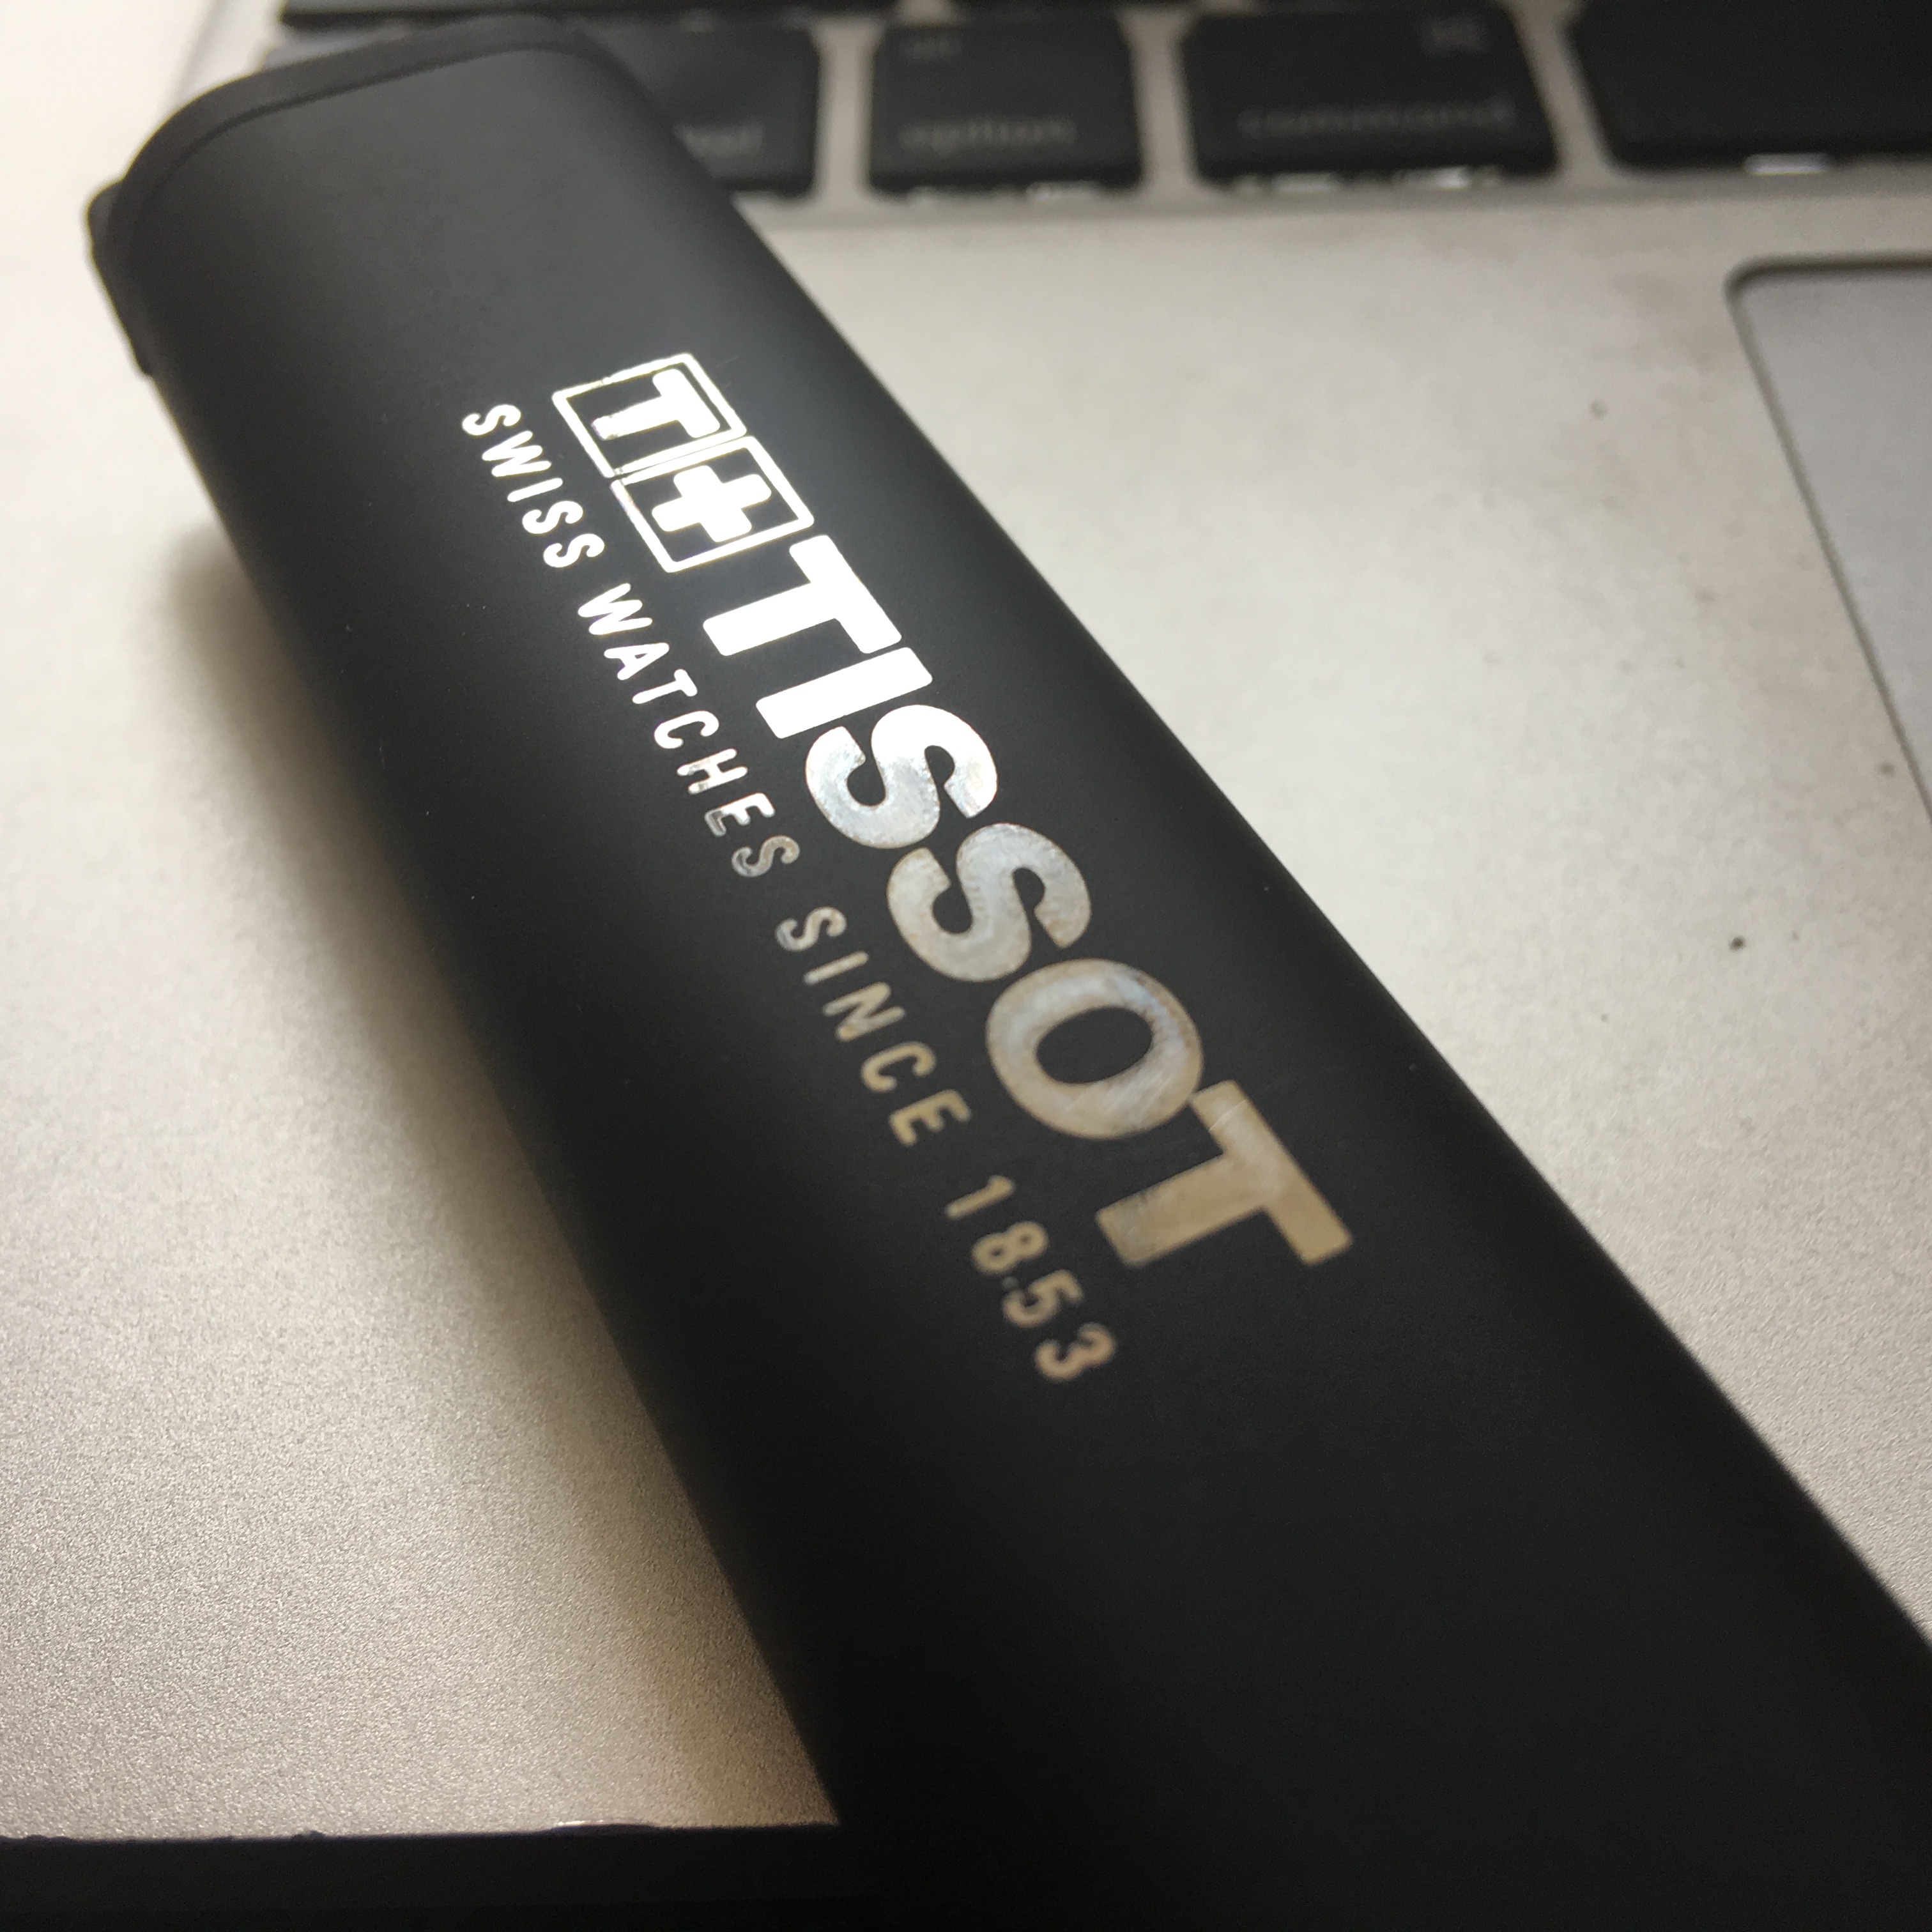 option command
T+ TISSOT
SWISS WATCHES SINCE 1853